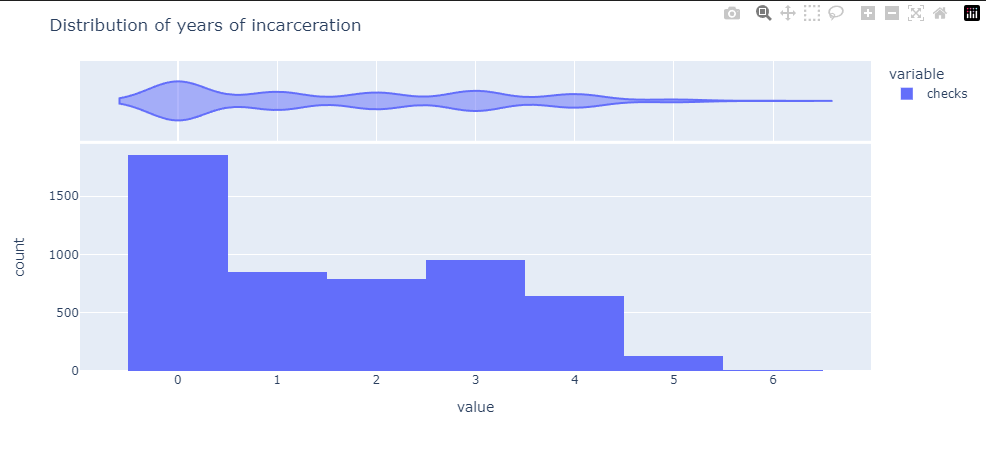 Distribution of years of incarceration
variable
checks
count
1500
1000
500
0
0 1 2 3 4 5 6
value